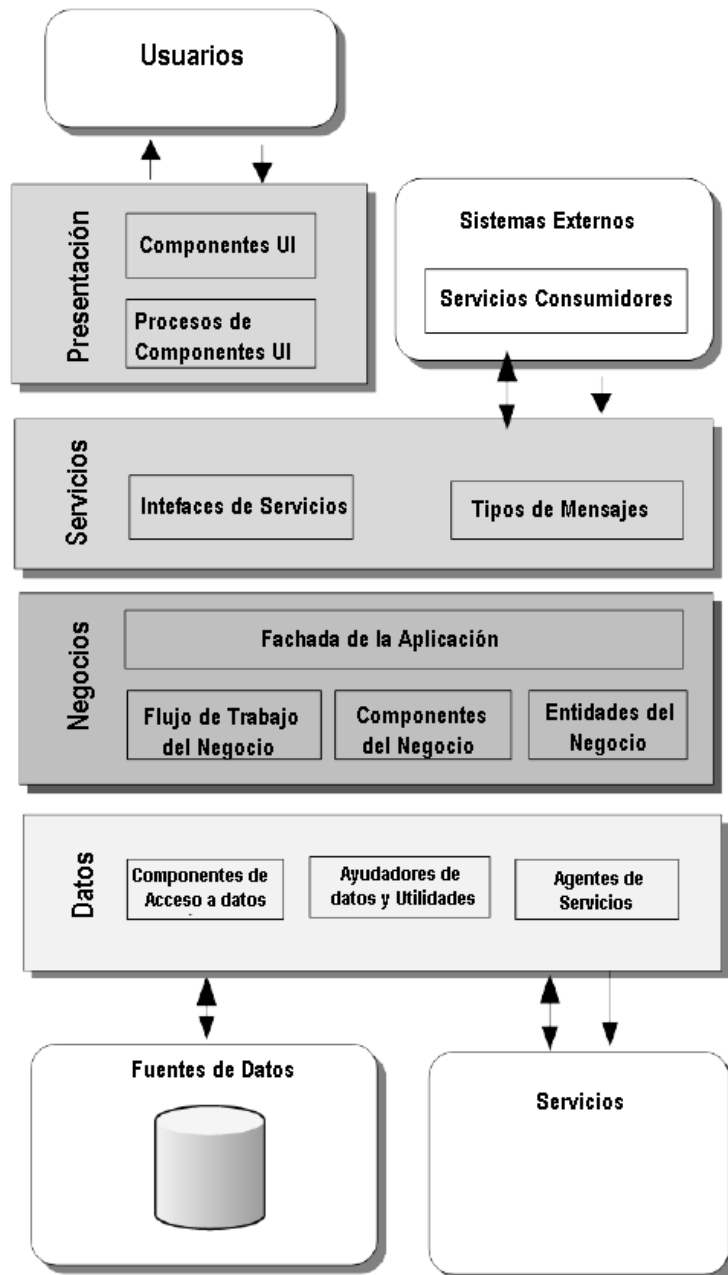 Usuarios
Presentación
Componentes UI
Procesos de
Componentes UI
Sistemas Externos
Servicios Consumidores
Servicios
Intefaces de Servicios
Tipos de Mensajes
Negocios
Fachada de la Aplicación
Flujo de Trabajo
del Negocio
Componentes
del Negocio
Entidades del
Negocio
Datos
Componentes de
Acceso a datos
Ayudadores de
datos y Utilidades
Agentes de
Servicios
Fuentes de Datos
Servicios